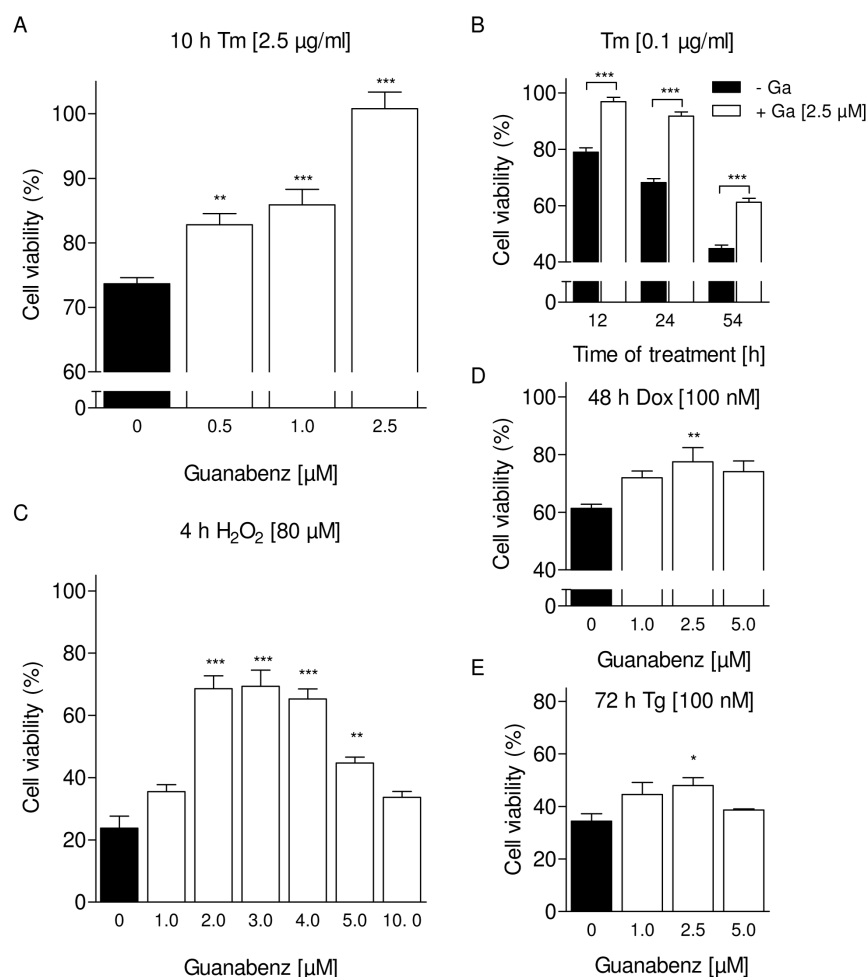 A
10 h Tm [2.5 µg/ml]
Cell viability (%)
100
90
80
70
60
0
** *** ***
0 0.5 1.0 2.5
Guanabenz [µM]
B
Tm [0.1 µg/ml]
- Ga
+ Ga [2.5 µM]
Cell viability (%)
100
80
60
40
0
*** *** ***
12 24 54
Time of treatment [h]
C
4 h H₂O₂ [80 µM]
Cell viability (%)
100
80
60
40
20
0
*** *** *** **
0 1.0 2.0 3.0 4.0 5.0 10. 0
Guanabenz [µM]
D
48 h Dox [100 nM]
Cell viability (%)
100
80
60
40
0
**
0 1.0 2.5 5.0
Guanabenz [µM]
E
72 h Tg [100 nM]
Cell viability (%)
80
60
40
20
0
*
0 1.0 2.5 5.0
Guanabenz [µM]